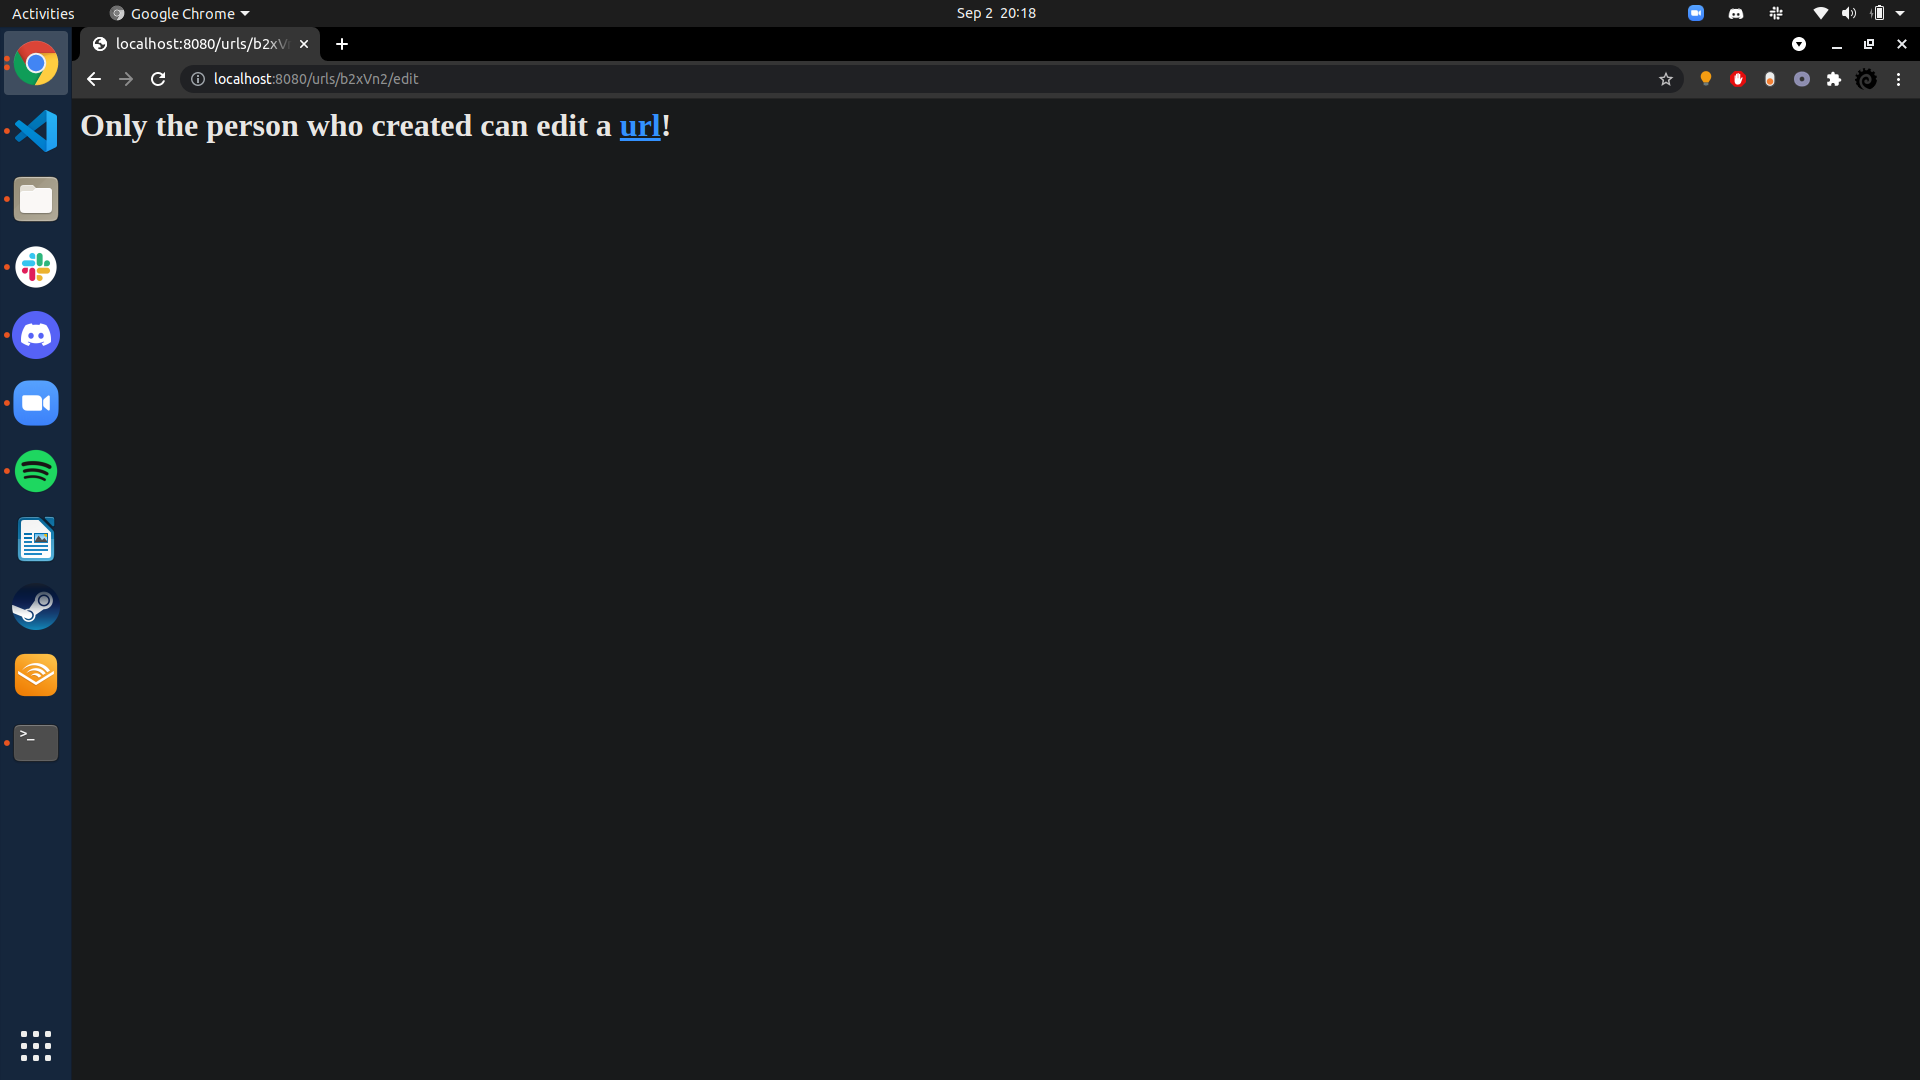 Activities
Google Chrome
Sep 2 20:18
localhost:8080/urls/b2xV
localhost:8080/urls/b2xVn2/edit
Only the person who created can edit a url!
>_